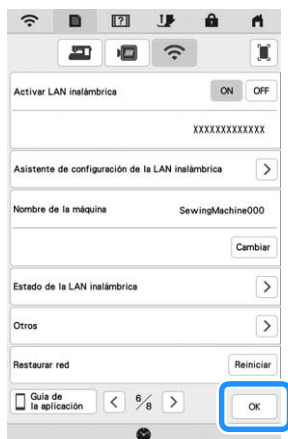 Activar LAN inalámbrica ON OFF
XXXXXXXXXXXXX
Asistente de configuración de la LAN inalámbrica >
Nombre de la máquina SewingMachine000
Cambiar
Estado de la LAN inalámbrica >
Otros >
Restaurar red Reiniciar
Guía de
la aplicación < 6/8 > OK